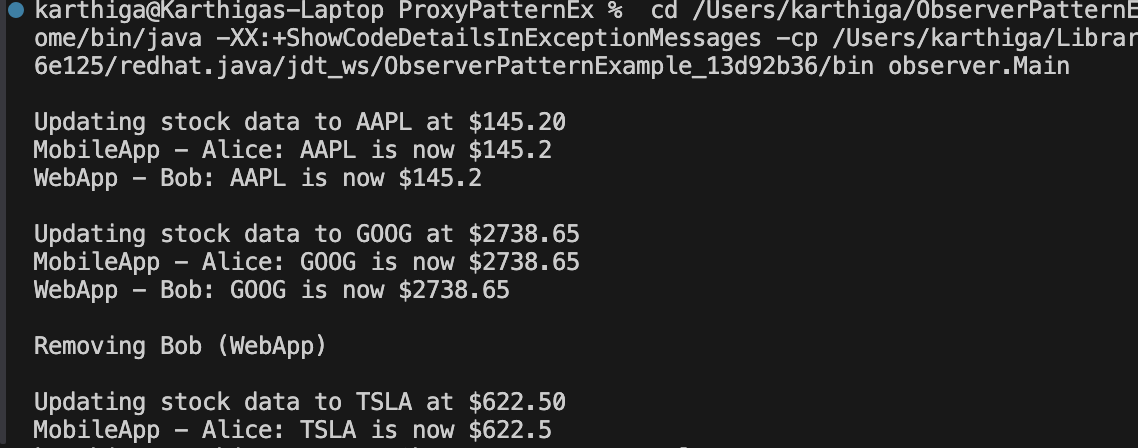 karthiga@Karthigas-Laptop ProxyPatternEx %  cd /Users/karthiga/ObserverPatternE
ome/bin/java -XX:+ShowCodeDetailsInExceptionMessages -cp /Users/karthiga/Librar
6e125/redhat.java/jdt_ws/ObserverPatternExample_13d92b36/bin observer.Main
Updating stock data to AAPL at $145.20
MobileApp - Alice: AAPL is now $145.2
WebApp - Bob: AAPL is now $145.2
Updating stock data to GOOG at $2738.65
MobileApp - Alice: GOOG is now $2738.65
WebApp - Bob: GOOG is now $2738.65
Removing Bob (WebApp)
Updating stock data to TSLA at $622.50
MobileApp - Alice: TSLA is now $622.5